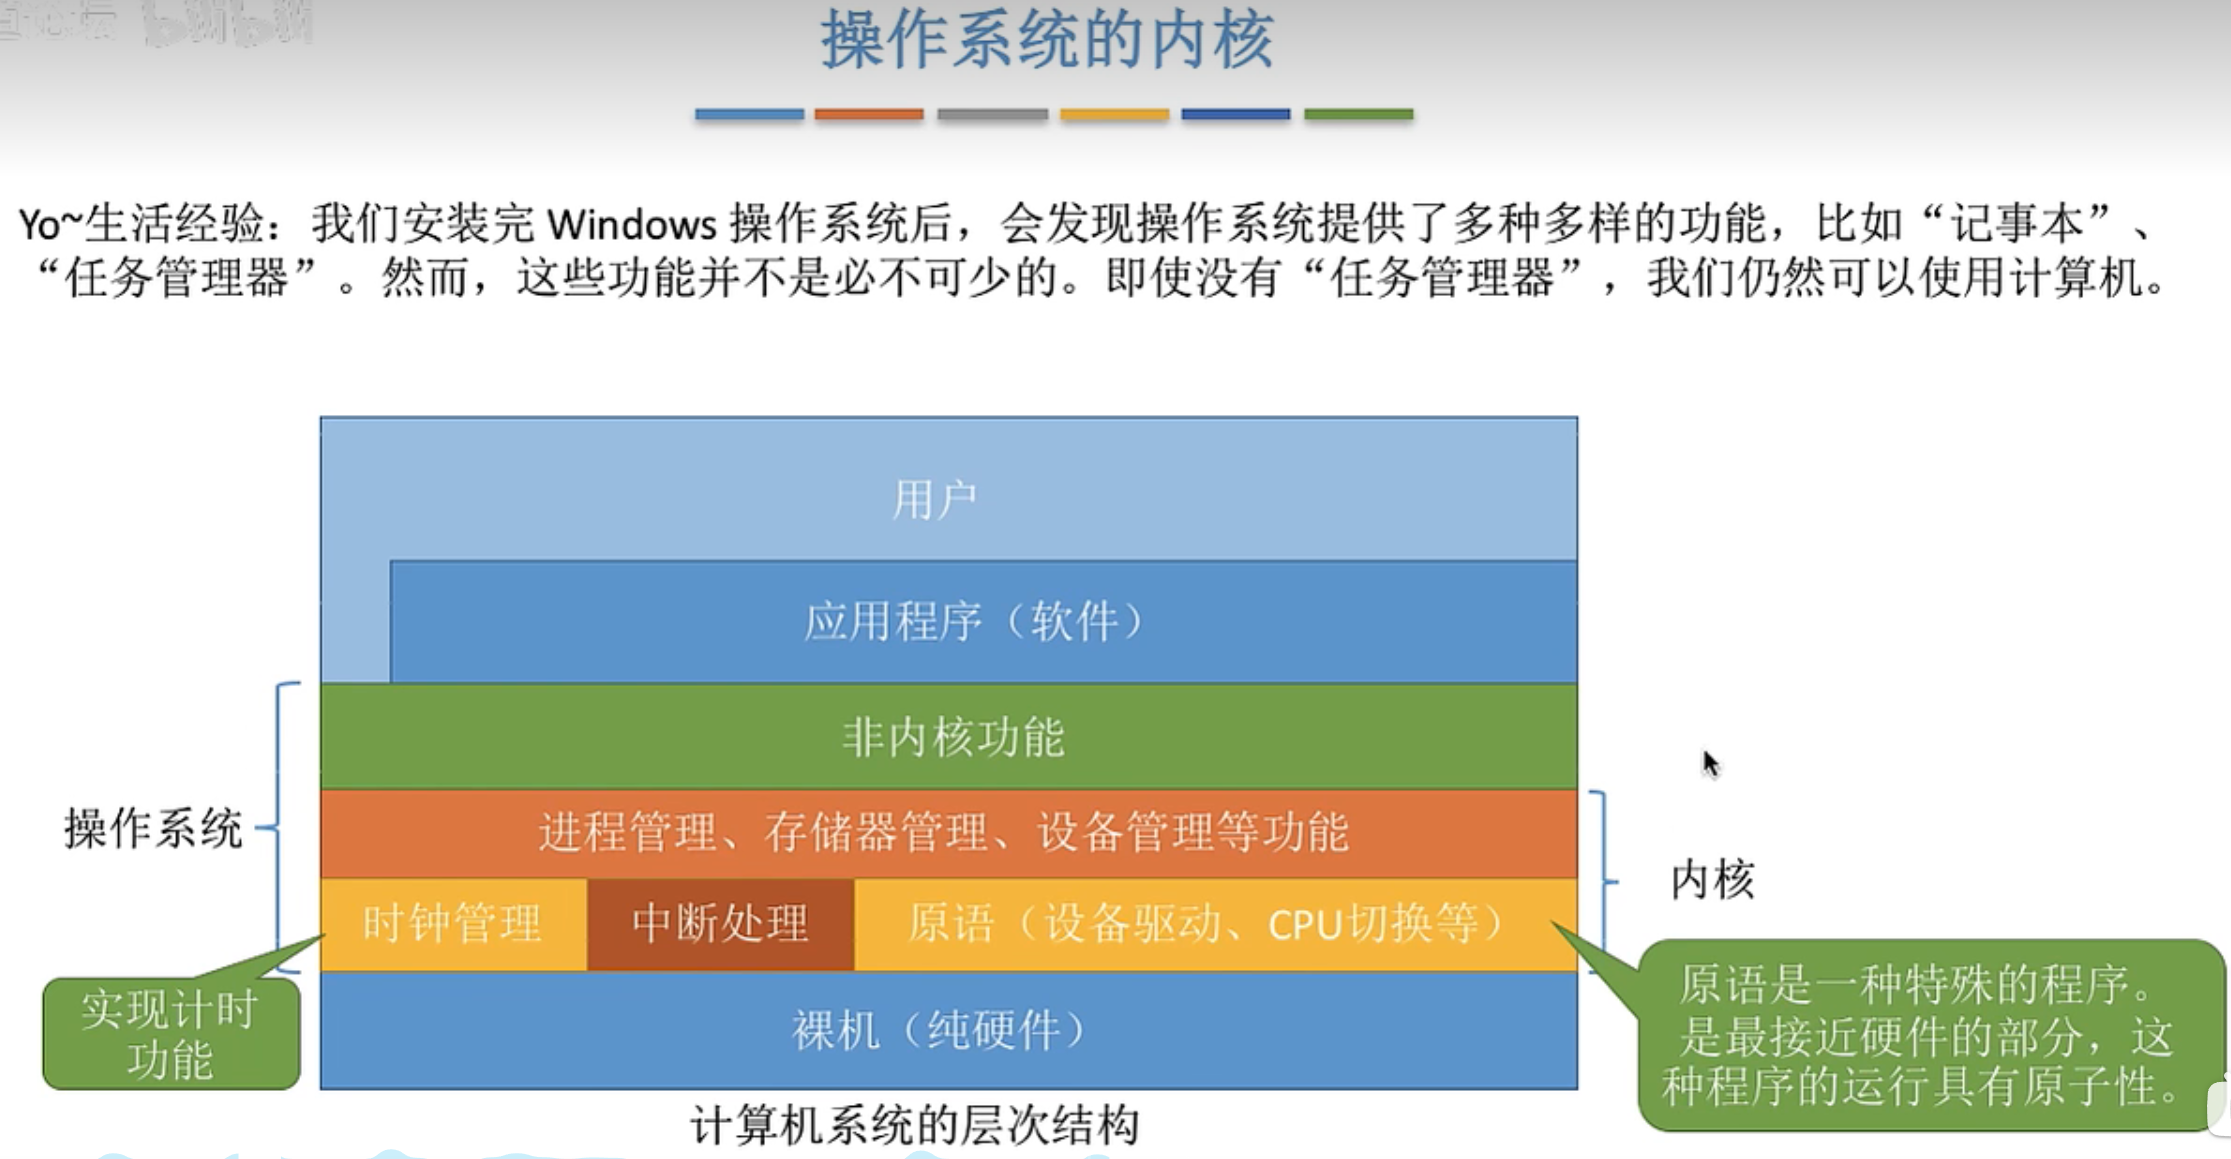 操作系统的内核
Yo~生活经验：我们安装完 Windows 操作系统后，会发现操作系统提供了多种多样的功能，比如“记事本”、
“任务管理器”。然而，这些功能并不是必不可少的。即使没有“任务管理器”，我们仍然可以使用计算机。
用户
应用程序（软件）
非内核功能
操作系统
进程管理、存储器管理、设备管理等功能
内核
时钟管理
中断处理
原语（设备驱动、CPU切换等）
实现计时
功能
原语是一种特殊的程序。
是最接近硬件的部分，这
种程序的运行具有原子性。
裸机（纯硬件）
计算机系统的层次结构